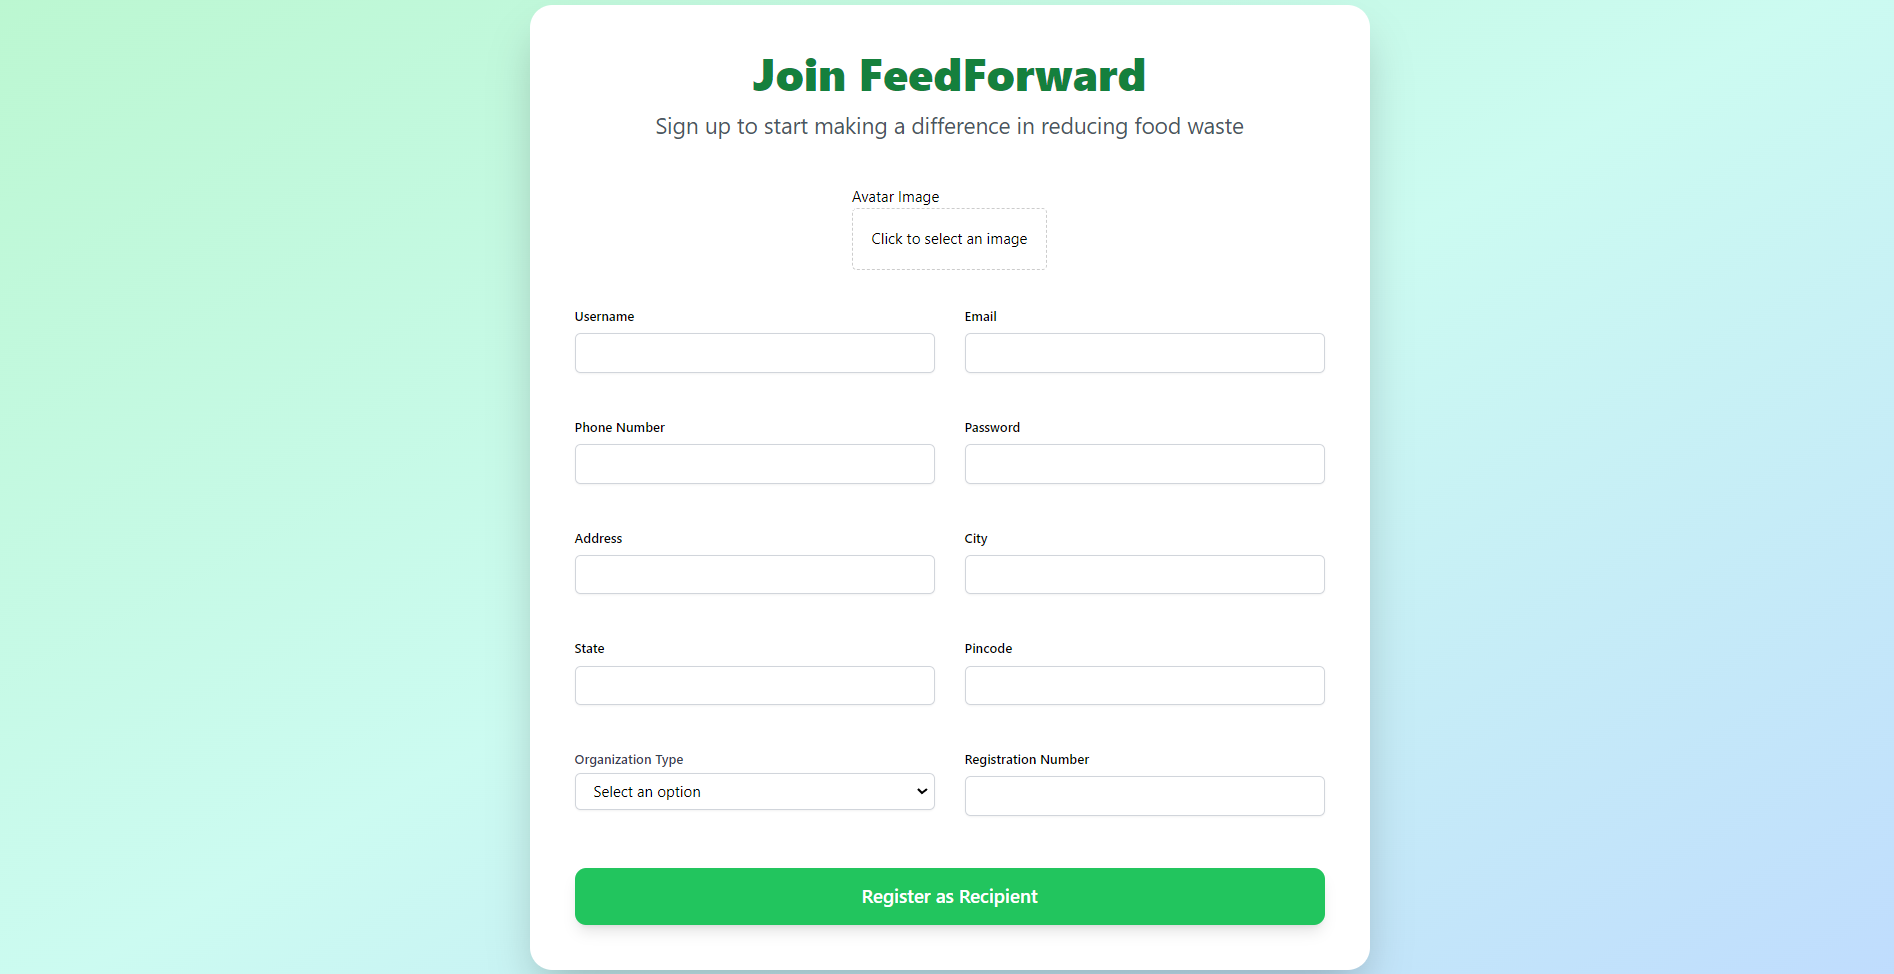 Join FeedForward
Sign up to start making a difference in reducing food waste
Avatar Image
Click to select an image
Username
Email
Phone Number
Password
Address
City
State
Pincode
Organization Type
Registration Number
Select an option
Register as Recipient